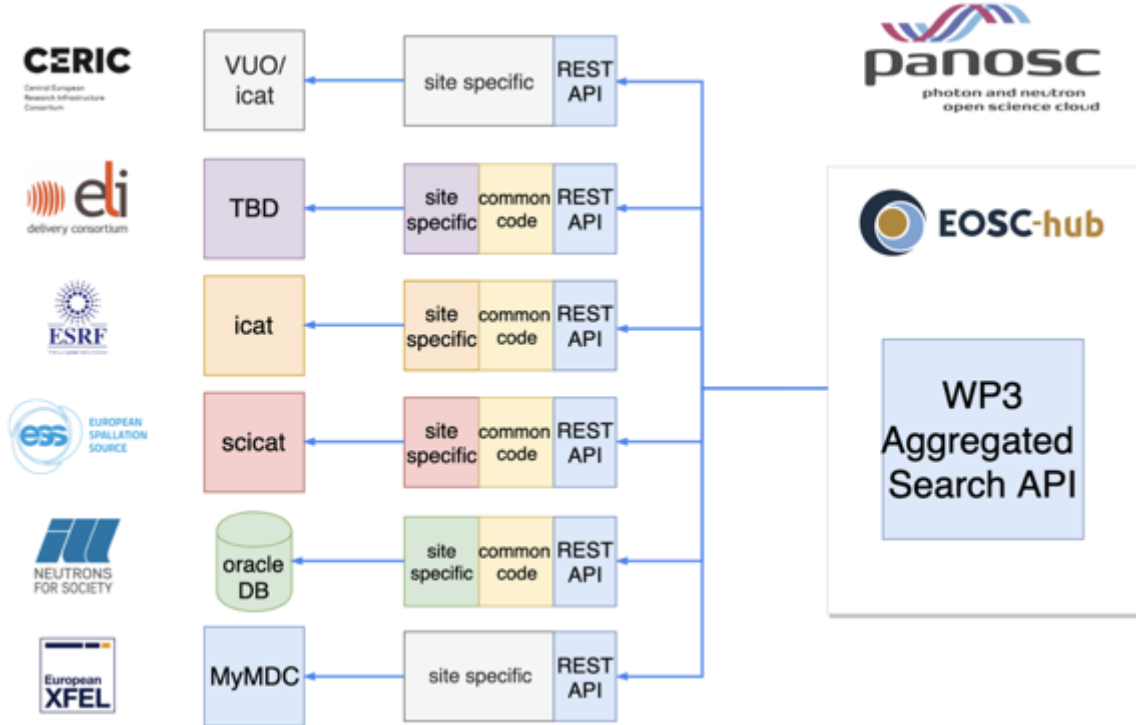 CERIC
Central European
Research Infrastructure
Consortium
VUO/
icat
site specific
REST
API
panosc
photon and neutron
open science cloud
eli
delivery consortium
TBD
site
specific
common
code
REST
API
EOSC-hub
ESRF
icat
site
specific
common
code
REST
API
WP3
Aggregated
Search API
ess
EUROPEAN
SPALLATION
SOURCE
scicat
site
specific
common
code
REST
API
ill
NEUTRONS
FOR SOCIETY
oracle
DB
site
specific
common
code
REST
API
European
XFEL
MyMDC
site specific
REST
API